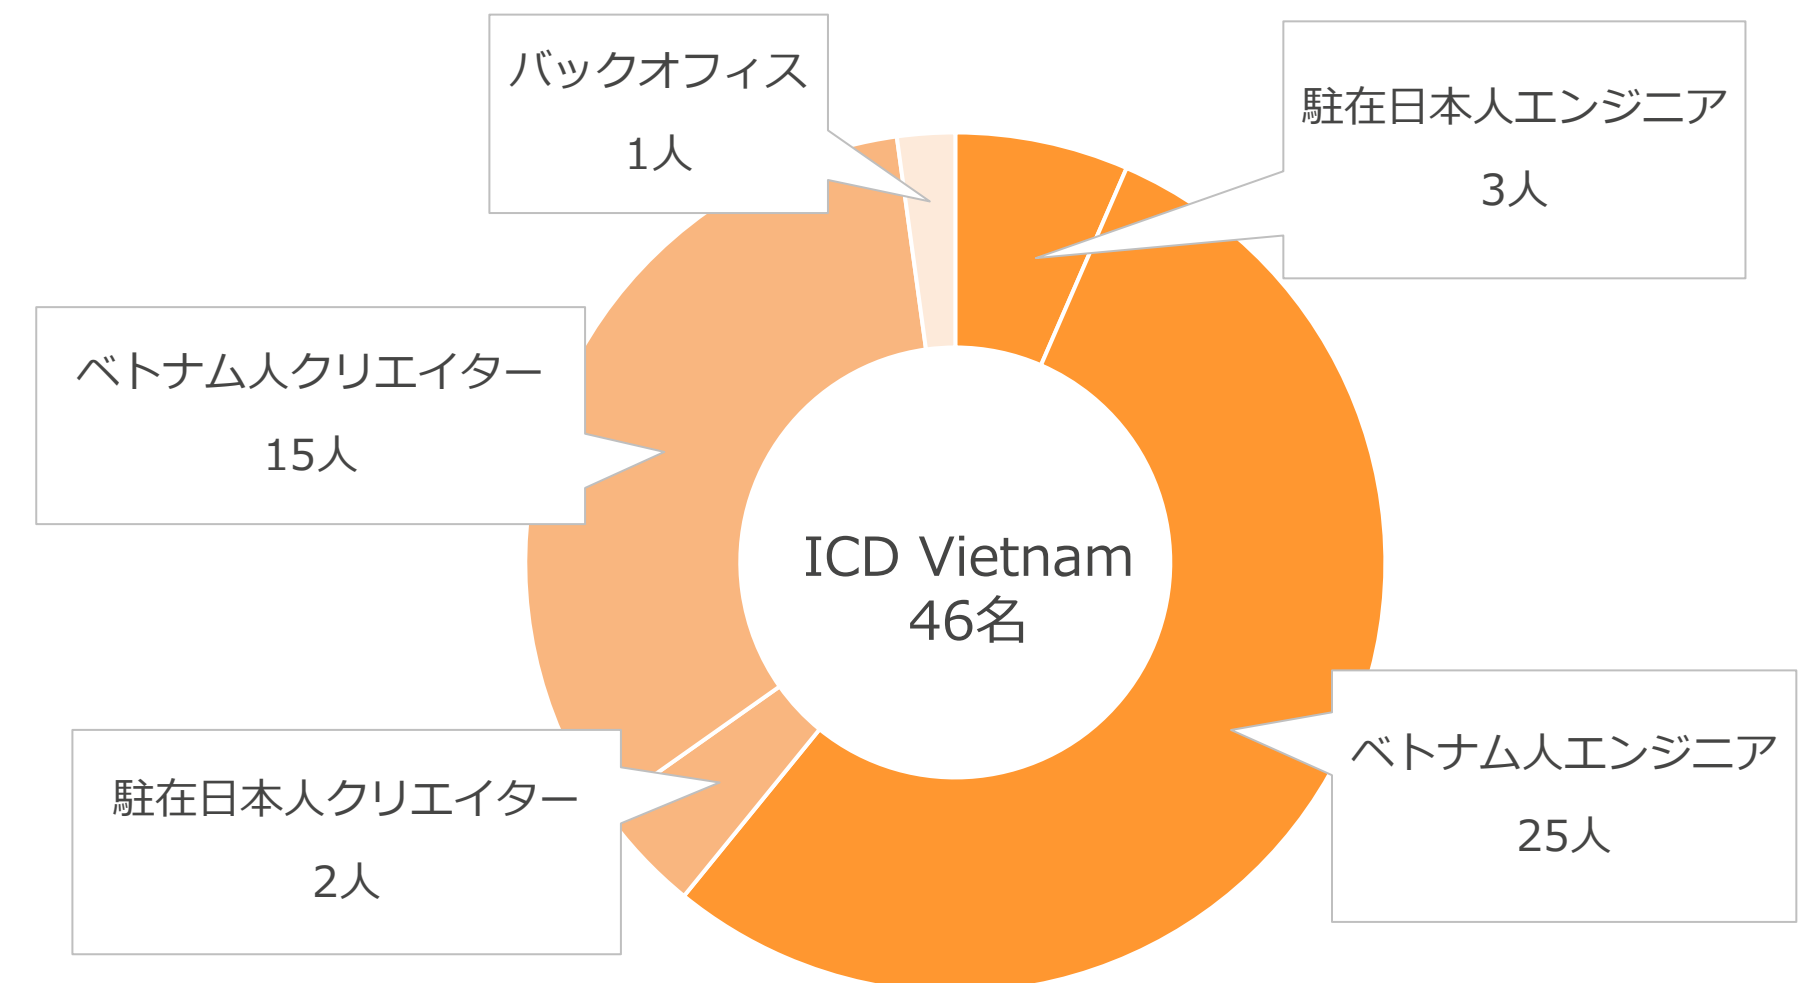 バックオフィス
1人
駐在日本人エンジニア
3人
ベトナム人クリエイター
15人
ICD Vietnam
46名
ベトナム人エンジニア
25人
駐在日本人クリエイター
2人